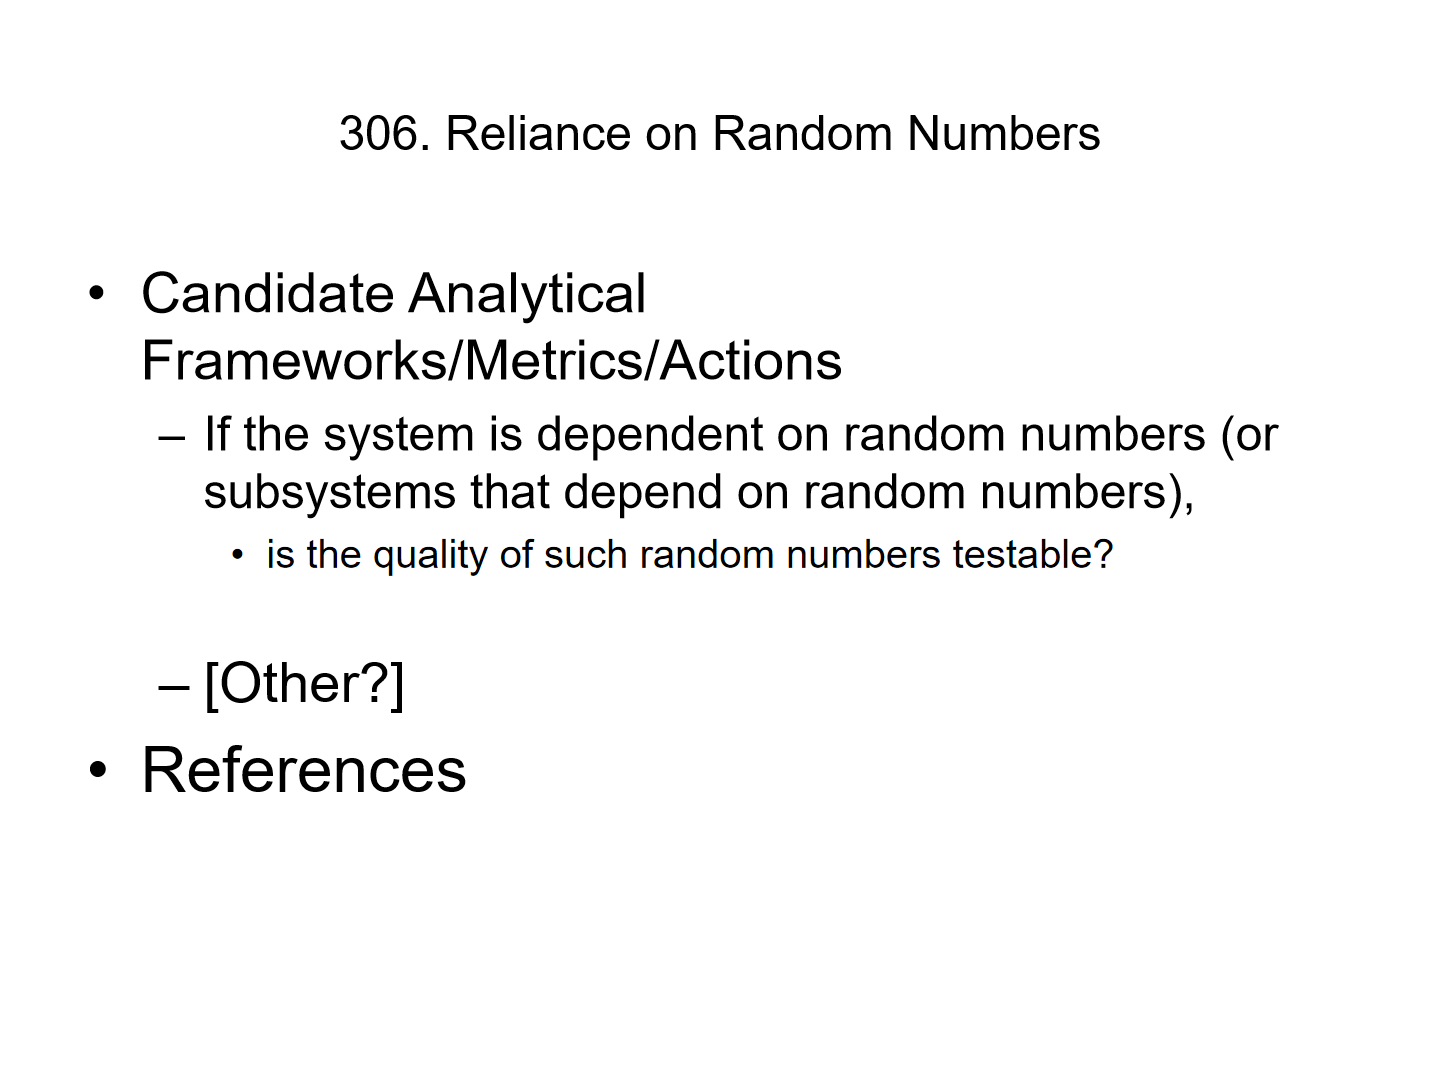 306. Reliance on Random Numbers
• Candidate Analytical
Frameworks/Metrics/Actions
– If the system is dependent on random numbers (or
subsystems that depend on random numbers),
• is the quality of such random numbers testable?
– [Other?]
• References